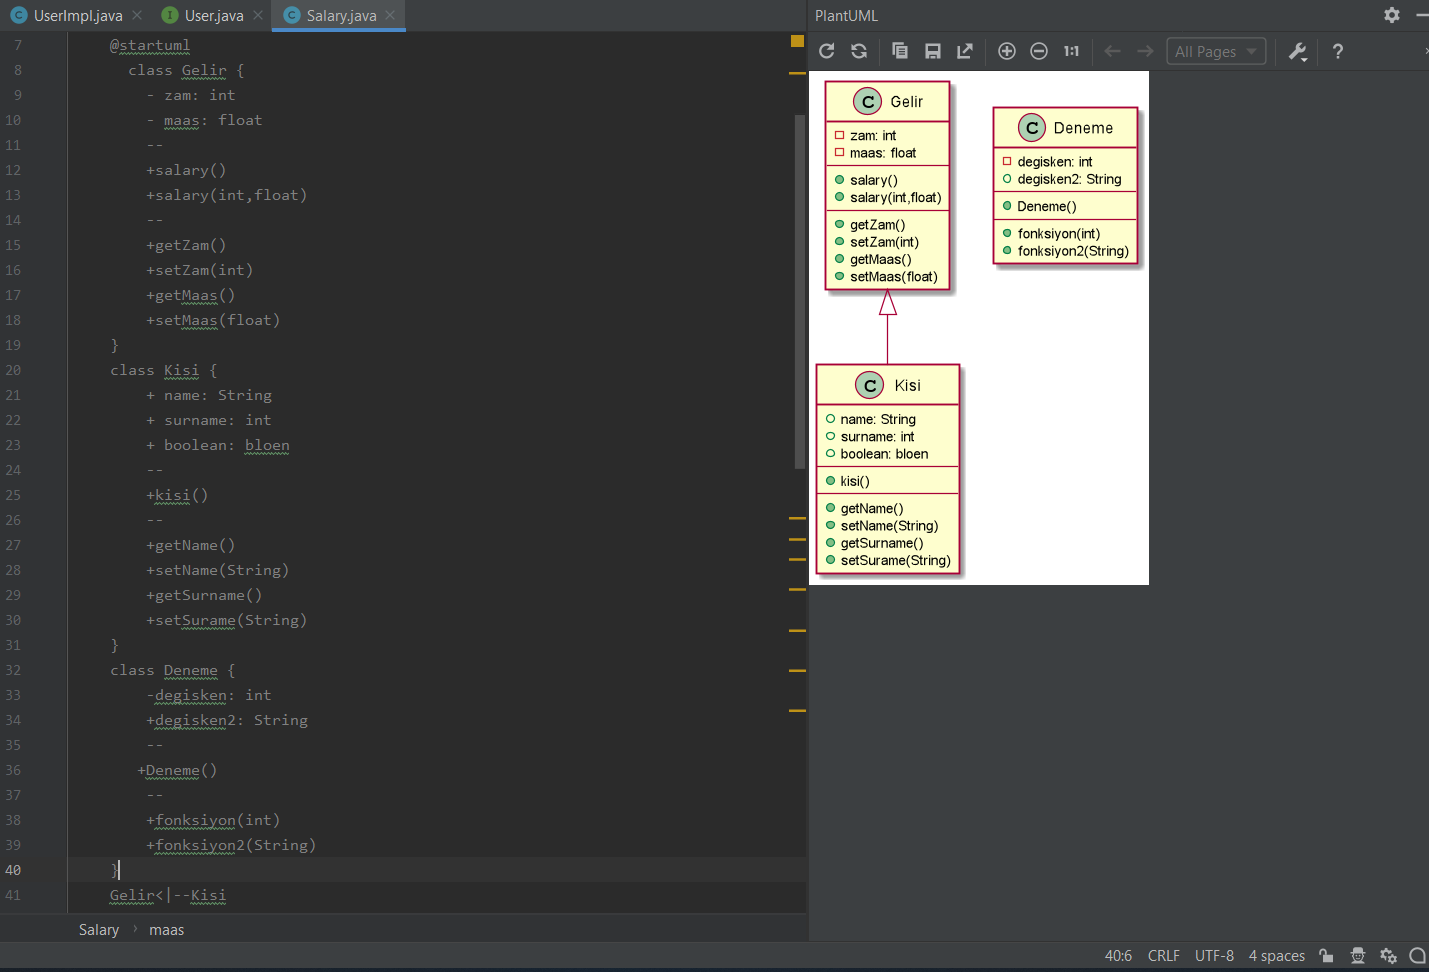 UserImpl.java
User.java
Salary.java
PlantUML
1:1
All Pages
?
7 @startuml
8 class Gelir {
9 - zam: int
10 - maas: float
11 --
12 +salary()
13 +salary(int,float)
14 --
15 +getZam()
16 +setZam(int)
17 +getMaas()
18 +setMaas(float)
19 }
20 class Kisi {
21 + name: String
22 + surname: int
23 + boolean: bloen
24 --
25 +kisi()
26 --
27 +getName()
28 +setName(String)
29 +getSurname()
30 +setSurame(String)
31 }
32 class Deneme {
33 -degisken: int
34 +degisken2: String
35 --
36 +Deneme()
37 --
38 +fonksiyon(int)
39 +fonksiyon2(String)
40 }
41 Gelir<|--Kisi
C Gelir
zam: int
maas: float
salary()
salary(int,float)
getZam()
setZam(int)
getMaas()
setMaas(float)
C Deneme
degisken: int
degisken2: String
Deneme()
fonksiyon(int)
fonksiyon2(String)
C Kisi
name: String
surname: int
boolean: bloen
kisi()
getName()
setName(String)
getSurname()
setSurame(String)
Salary › maas
40:6 CRLF UTF-8 4 spaces